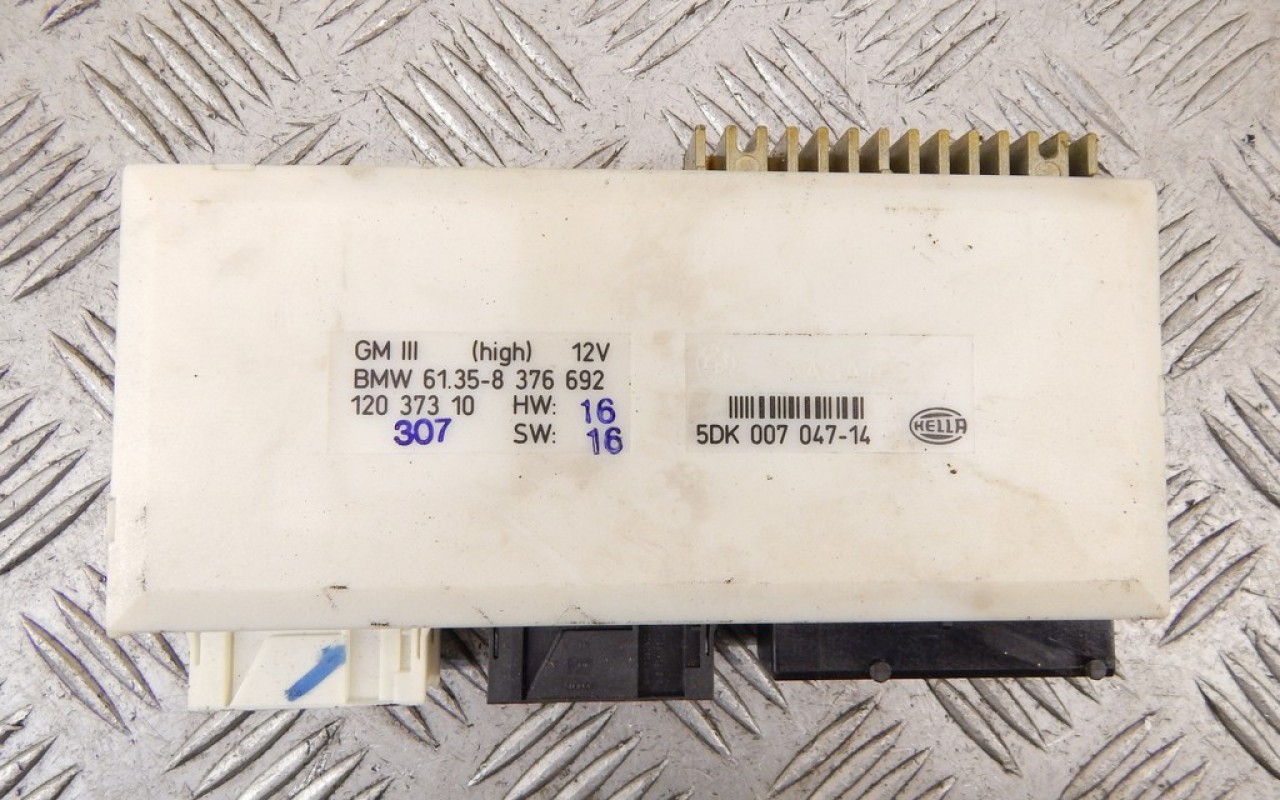 GM III (high) 12V
BMW 61.35-8 376 692
120 373 10 HW: 16
307 SW: 16
5DK 007 047-14
HELLA